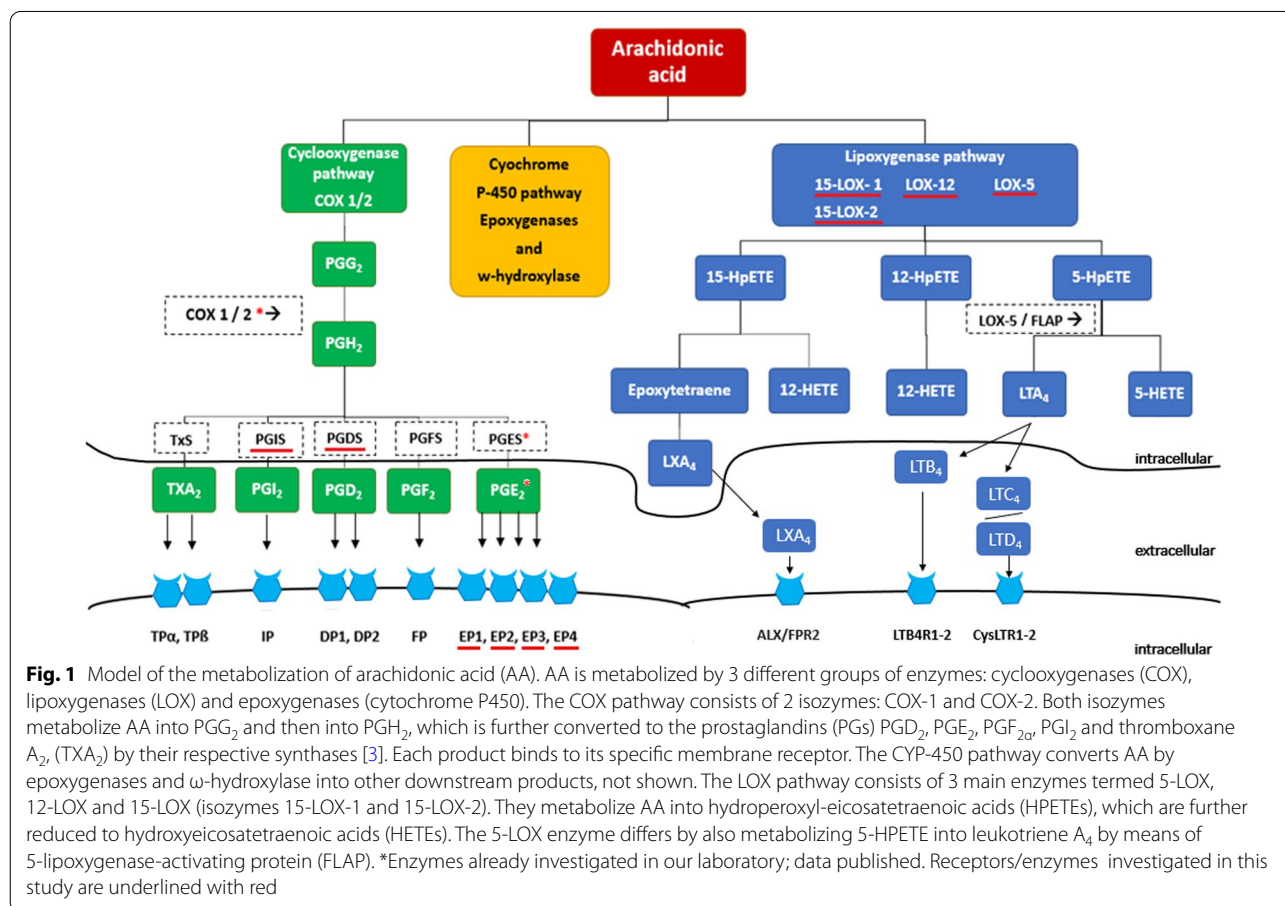 Arachidonic
acid
Cyclooxygenase
pathway
COX 1/2
Cyochrome
P-450 pathway
Epoxygenases
and
w-hydroxylase
Lipoxygenase pathway
15-LOX- 1 LOX-12 LOX-5
15-LOX-2
PGG₂
15-HpETE 12-HpETE 5-HpETE
COX 1 / 2 *→
LOX-5 / FLAP →
PGH₂
Epoxytetraene 12-HETE 12-HETE LTA₄ 5-HETE
TxS PGIS PGDS PGFS PGES*
intracellular
LXA₄ LTB₄
TXA₂ PGI₂ PGD₂ PGF₂ PGE₂*
LTC₄
LXA₄ LTD₄
extracellular
TPα, TPß IP DP1, DP2 FP EP1, EP2, EP3, EP4 ALX/FPR2 LTB4R1-2 CysLTR1-2
intracellular
Fig. 1 Model of the metabolization of arachidonic acid (AA). AA is metabolized by 3 different groups of enzymes: cyclooxygenases (COX),
lipoxygenases (LOX) and epoxygenases (cytochrome P450). The COX pathway consists of 2 isozymes: COX-1 and COX-2. Both isozymes
metabolize AA into PGG₂ and then into PGH₂, which is further converted to the prostaglandins (PGs) PGD₂, PGE₂, PGF₂α, PGI₂ and thromboxane
A₂, (TXA₂) by their respective synthases [3]. Each product binds to its specific membrane receptor. The CYP-450 pathway converts AA by
epoxygenases and ω-hydroxylase into other downstream products, not shown. The LOX pathway consists of 3 main enzymes termed 5-LOX,
12-LOX and 15-LOX (isozymes 15-LOX-1 and 15-LOX-2). They metabolize AA into hydroperoxyl-eicosatetraenoic acids (HPETEs), which are further
reduced to hydroxyeicosatetraenoic acids (HETEs). The 5-LOX enzyme differs by also metabolizing 5-HPETE into leukotriene A₄ by means of
5-lipoxygenase-activating protein (FLAP). *Enzymes already investigated in our laboratory; data published. Receptors/enzymes investigated in this
study are underlined with red